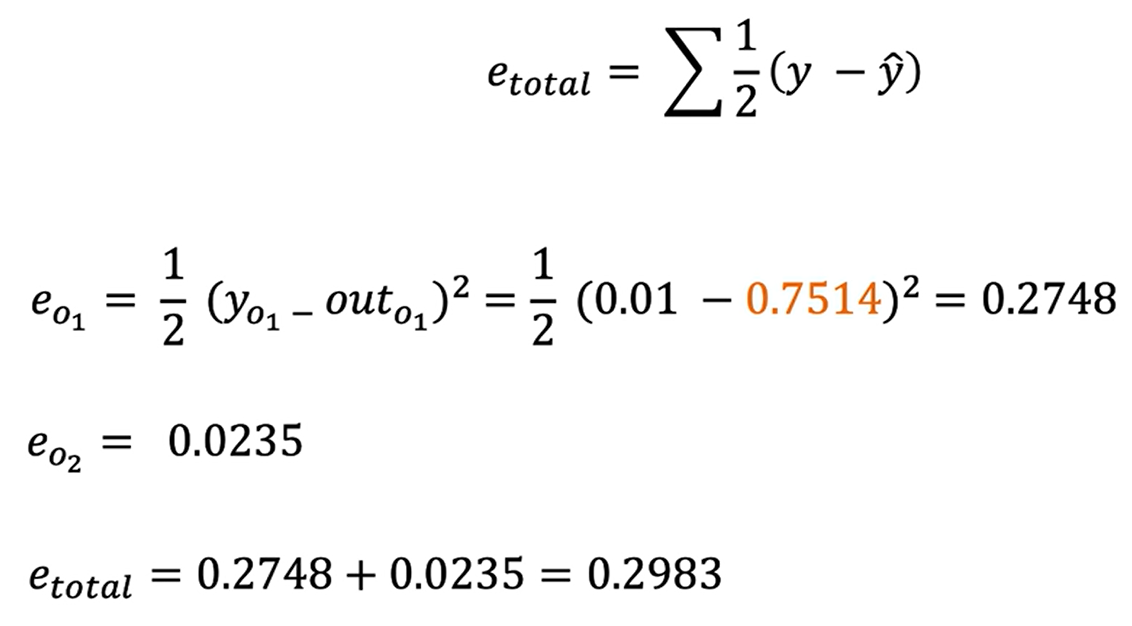 e_total = ∑ 1/2 (y − ŷ)
e_o₁ = 1/2 (y_o₁ − out_o₁)² = 1/2 (0.01 − 0.7514)² = 0.2748
e_o₂ = 0.0235
e_total = 0.2748 + 0.0235 = 0.2983